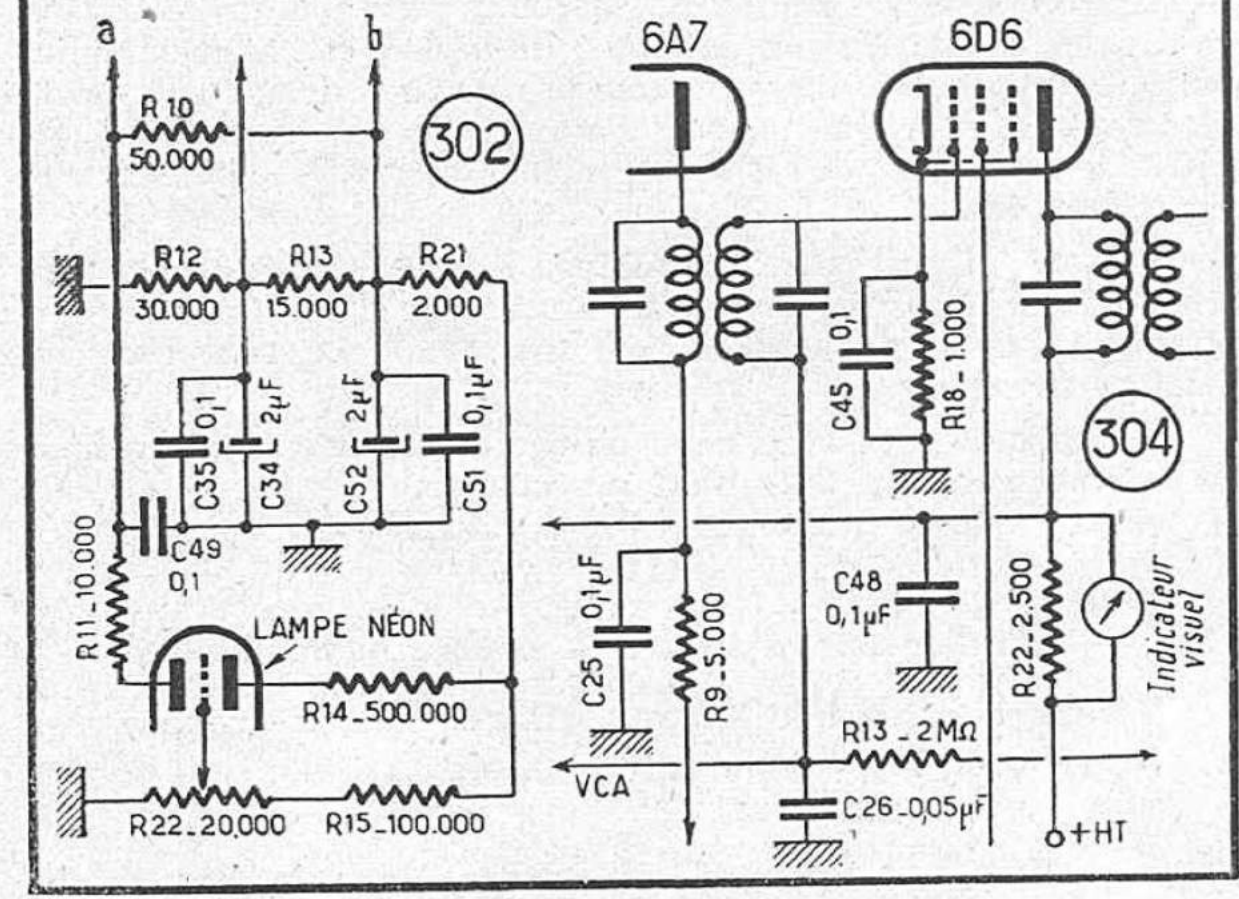 a
b
R10
50.000
302
R12
30.000
R13
15.000
R21
2.000
C35
0,1
2µF
C34
2µF
C52
0,1µF
C51
C49
0,1
R11_10.000
LAMPE NÉON
R14_500.000
R22_20,000
R15_100.000
6A7
6D6
C45
0,1
R18_1.000
304
C25
0,1µF
R9_5.000
C48
0,1µF
R22_2.500
Indicateur
visuel
R13_2MΩ
VCA
C26_0,05µF
+HT